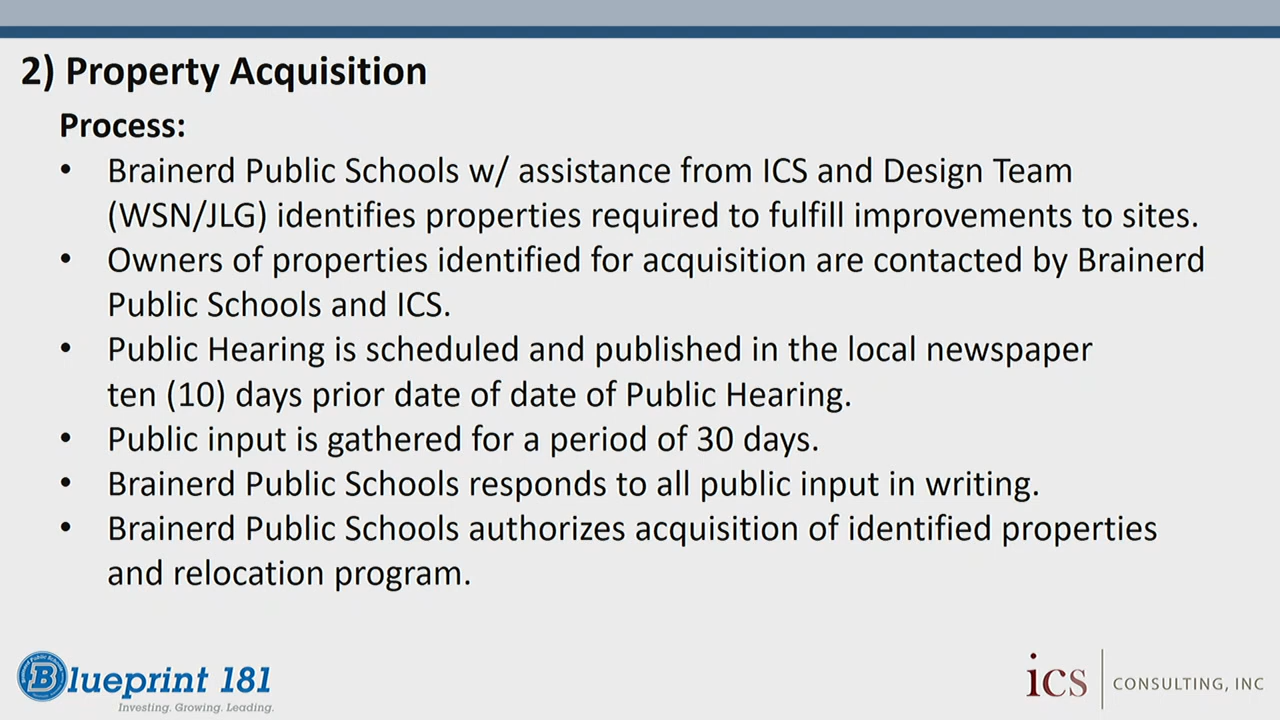 2) Property Acquisition
Process:
• Brainerd Public Schools w/ assistance from ICS and Design Team
(WSN/JLG) identifies properties required to fulfill improvements to sites.
• Owners of properties identified for acquisition are contacted by Brainerd
Public Schools and ICS.
• Public Hearing is scheduled and published in the local newspaper
ten (10) days prior date of date of Public Hearing.
• Public input is gathered for a period of 30 days.
• Brainerd Public Schools responds to all public input in writing.
• Brainerd Public Schools authorizes acquisition of identified properties
and relocation program.
Blueprint 181
Investing. Growing. Leading.
ics CONSULTING, INC